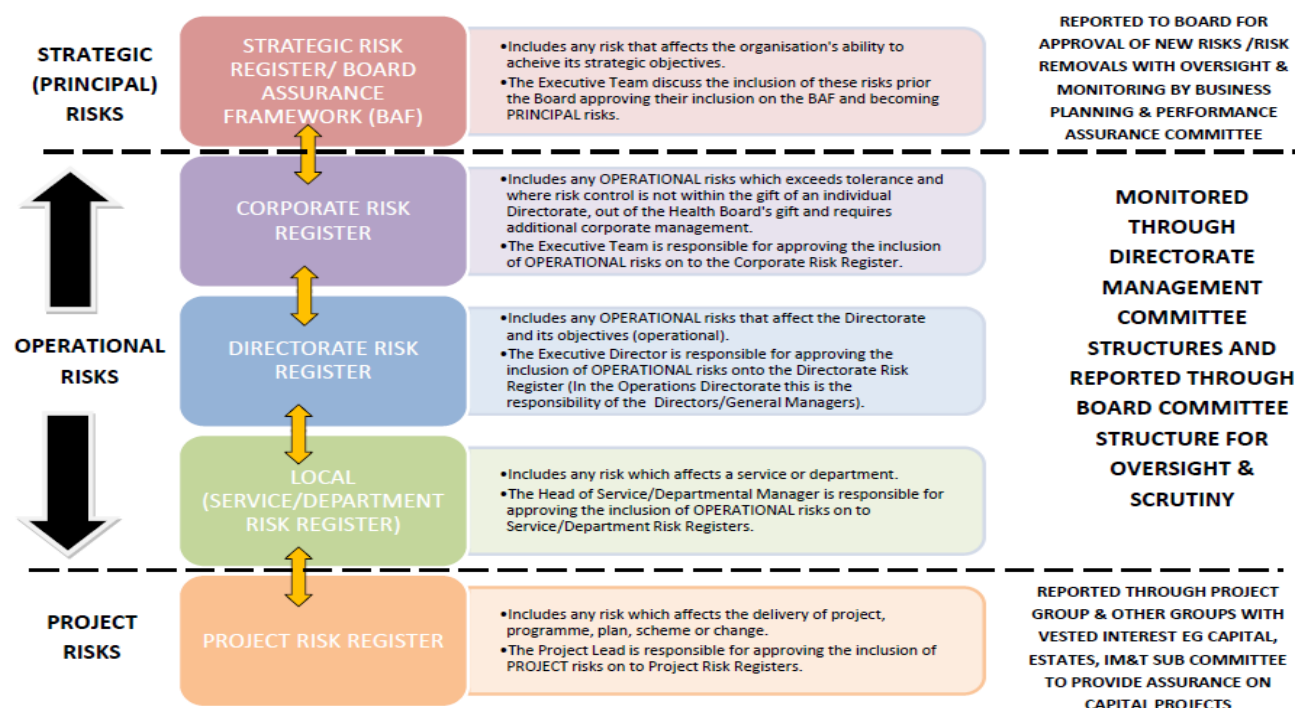 STRATEGIC
(PRINCIPAL)
RISKS
STRATEGIC RISK
REGISTER/ BOARD
ASSURANCE
FRAMEWORK (BAF)
•Includes any risk that affects the organisation's ability to
acheive its strategic objectives.
•The Executive Team discuss the inclusion of these risks prior
the Board approving their inclusion on the BAF and becoming
PRINCIPAL risks.
REPORTED TO BOARD FOR
APPROVAL OF NEW RISKS /RISK
REMOVALS WITH OVERSIGHT &
MONITORING BY BUSINESS
PLANNING & PERFORMANCE
ASSURANCE COMMITTEE
OPERATIONAL
RISKS
CORPORATE RISK
REGISTER
•Includes any OPERATIONAL risks which exceeds tolerance and
where risk control is not within the gift of an individual
Directorate, out of the Health Board's gift and requires
additional corporate management.
•The Executive Team is responsible for approving the inclusion
of OPERATIONAL risks on to the Corporate Risk Register.
DIRECTORATE RISK
REGISTER
•Includes any OPERATIONAL risks that affect the Directorate
and its objectives (operational).
•The Executive Director is responsible for approving the
inclusion of OPERATIONAL risks onto the Directorate Risk
Register (In the Operations Directorate this is the
responsibility of the Directors/General Managers).
LOCAL
(SERVICE/DEPARTMENT
RISK REGISTER)
•Includes any risk which affects a service or department.
•The Head of Service/Departmental Manager is responsible for
approving the inclusion of OPERATIONAL risks on to
Service/Department Risk Registers.
MONITORED
THROUGH
DIRECTORATE
MANAGEMENT
COMMITTEE
STRUCTURES AND
REPORTED THROUGH
BOARD COMMITTEE
STRUCTURE FOR
OVERSIGHT &
SCRUTINY
PROJECT
RISKS
PROJECT RISK REGISTER
•Includes any risk which affects the delivery of project,
programme, plan, scheme or change.
•The Project Lead is responsible for approving the inclusion of
PROJECT risks on to Project Risk Registers.
REPORTED THROUGH PROJECT
GROUP & OTHER GROUPS WITH
VESTED INTEREST EG CAPITAL,
ESTATES, IM&T SUB COMMITTEE
TO PROVIDE ASSURANCE ON
CAPITAL PROJECTS